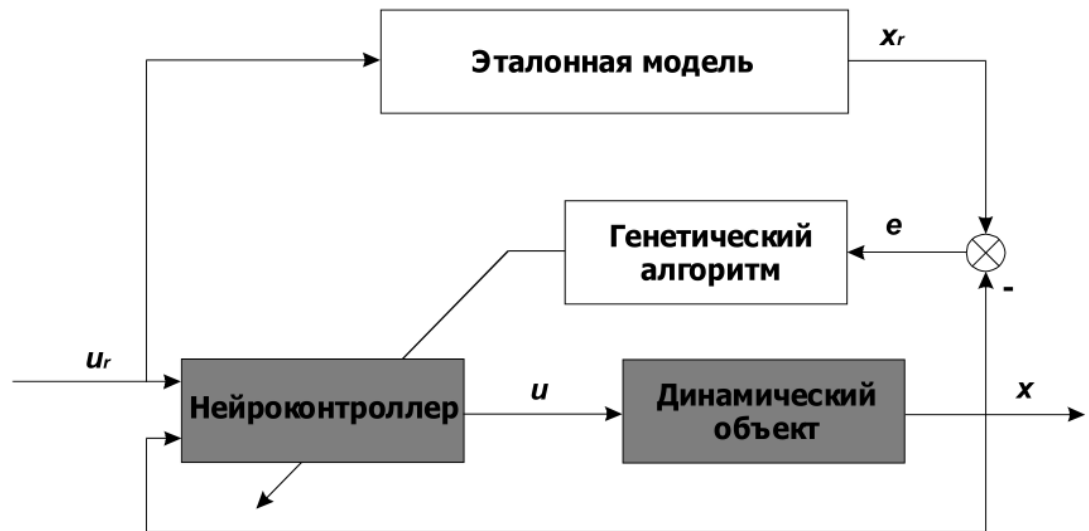 Эталонная модель
xr
Генетический
алгоритм
e
-
ur
Нейроконтроллер
u
Динамический
объект
x